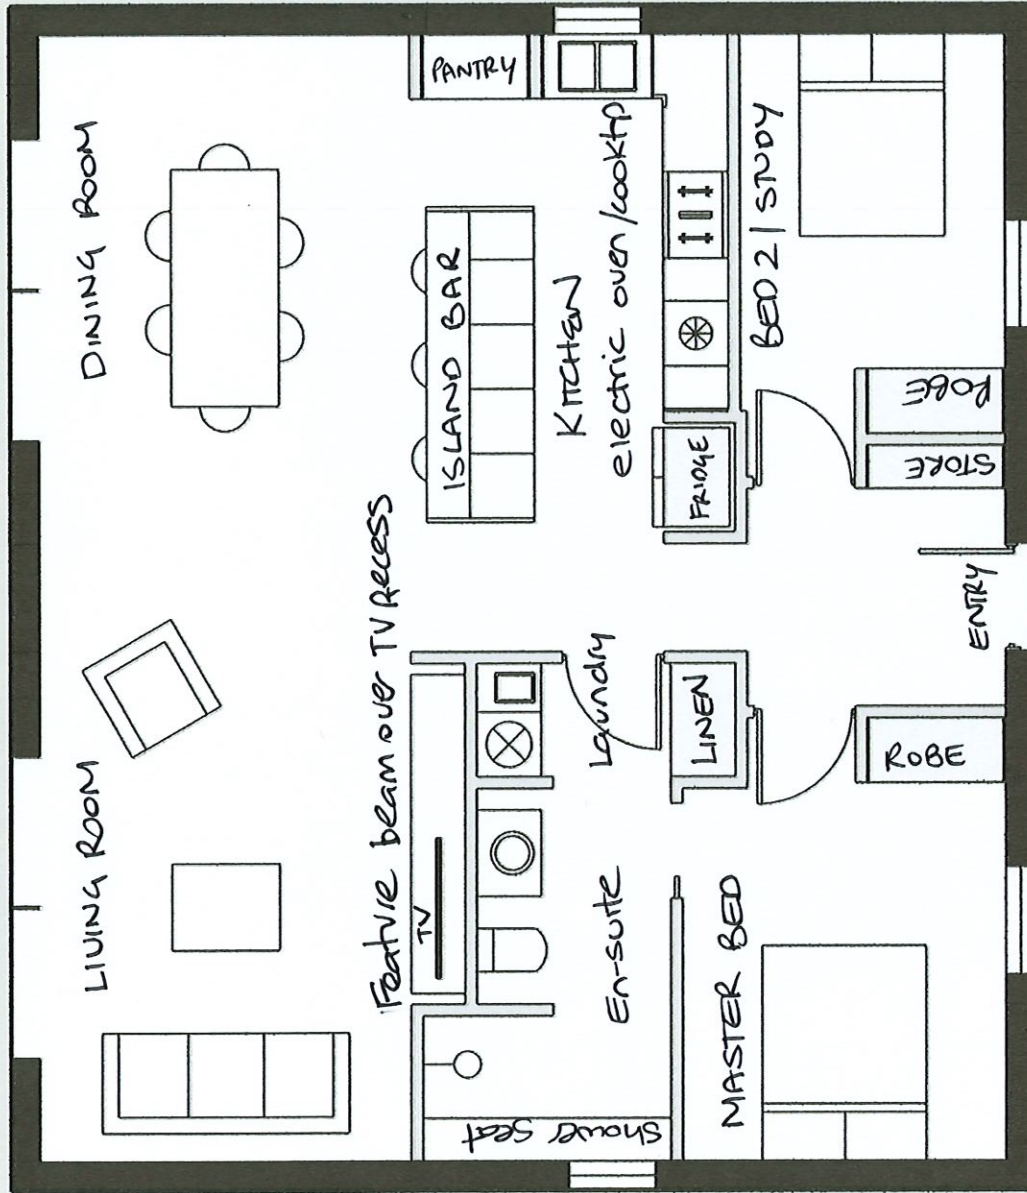 PANTRY
DINING ROOM
ISLAND BAR
KITCHEN
electric oven/cooktop
BED 2 / STUDY
ROBE
STORE
FRIDGE
ENTRY
Feature beam over TV Recess
LIVING ROOM
TV
Laundry
LINEN
ROBE
En-suite
MASTER BED
Shower Seat